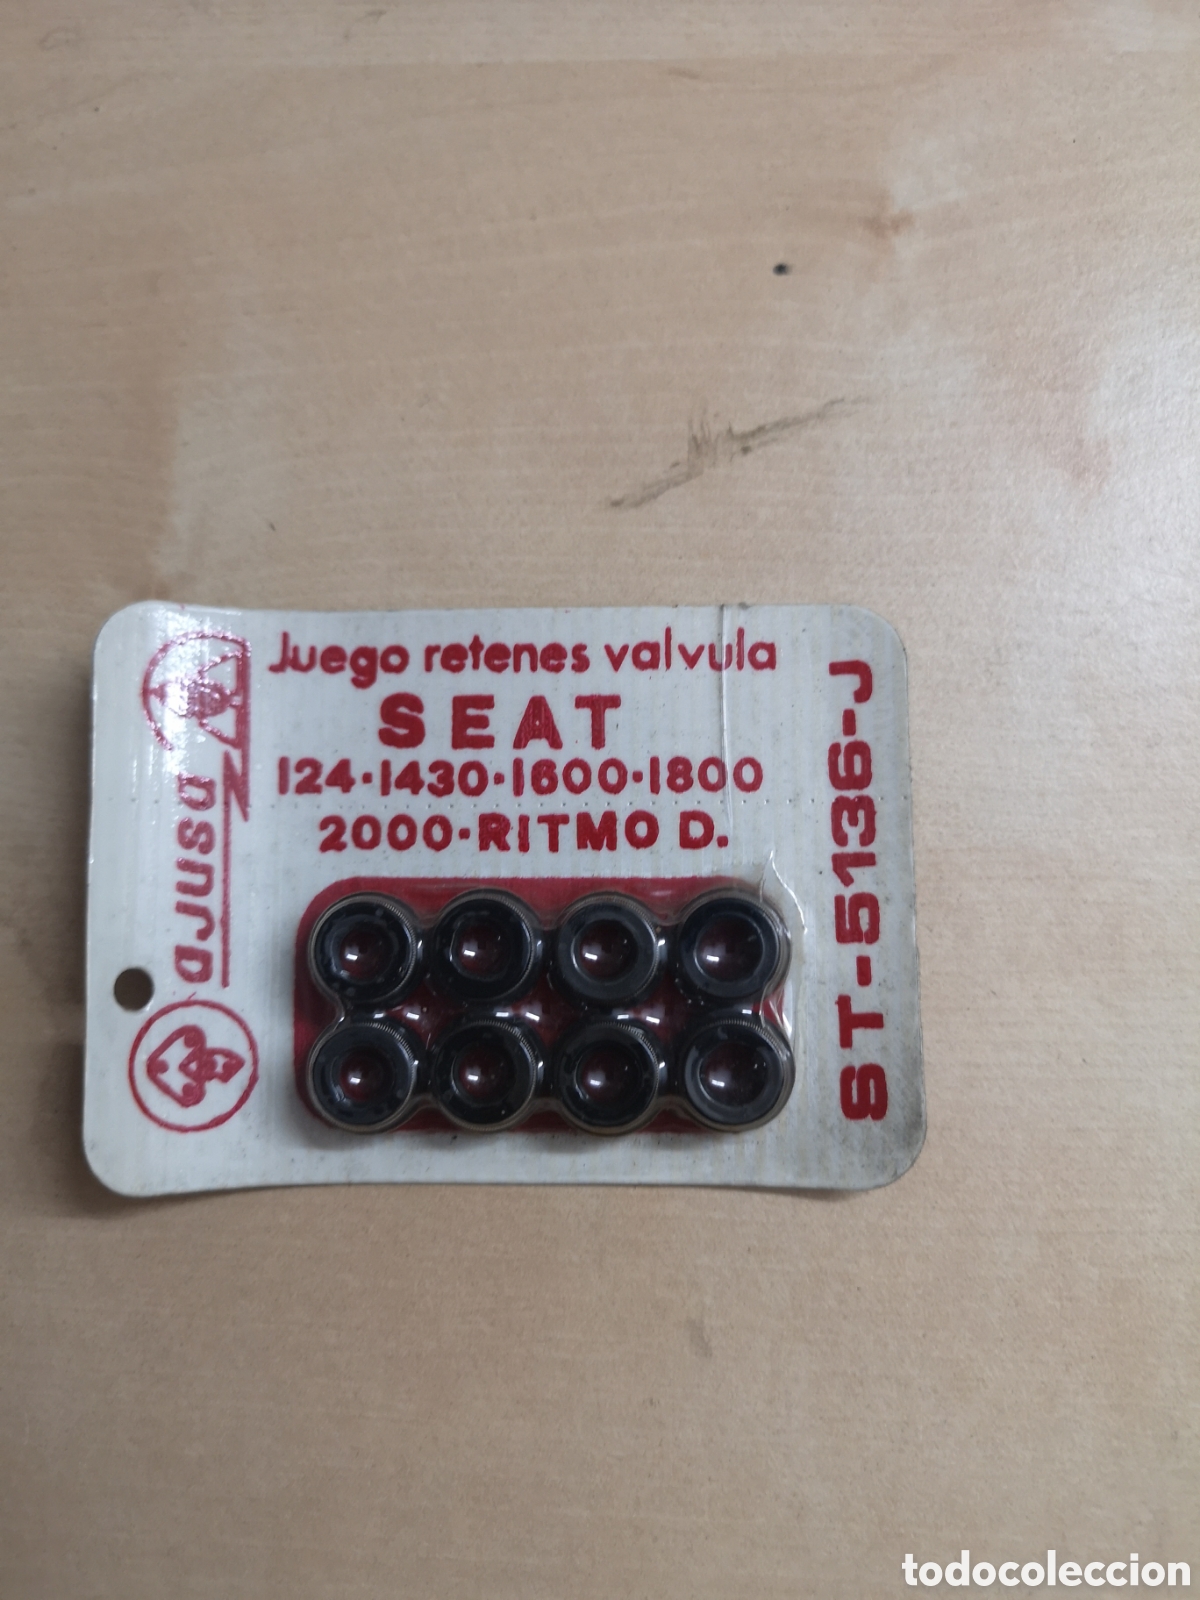 Juego retenes valvula
SEAT
124·1430·1600·1800
2000·RITMO D.
ajusa
ST-5136-J
todocoleccion